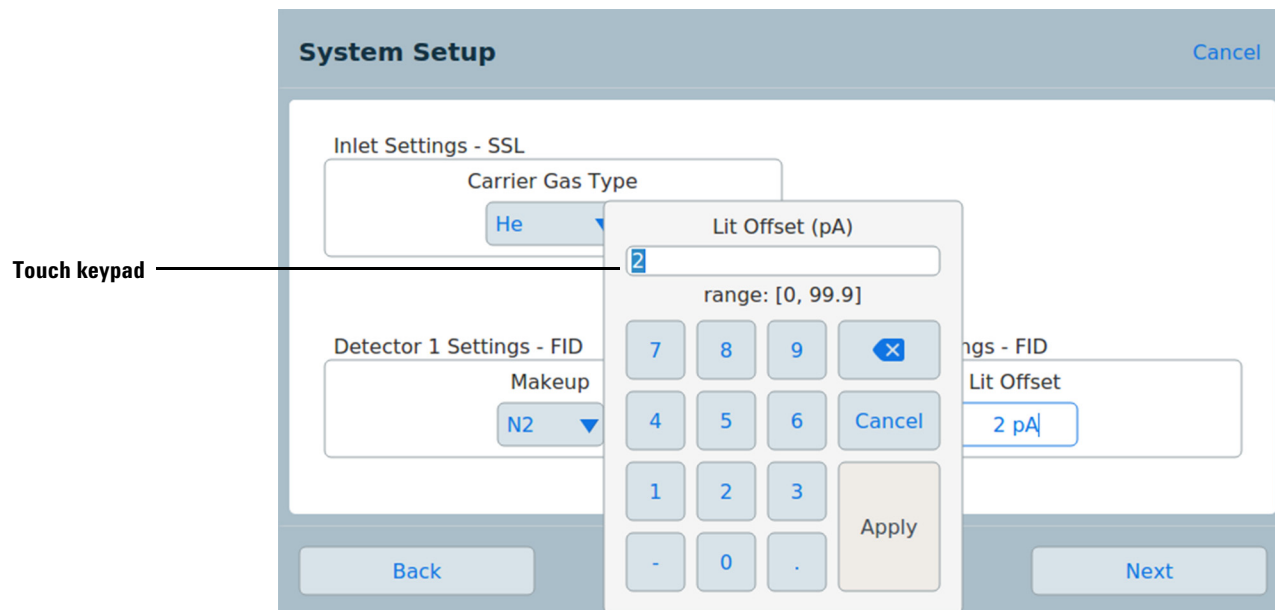 System Setup
Cancel
Inlet Settings - SSL
Carrier Gas Type
He
Touch keypad
Lit Offset (pA)
2
range: [0, 99.9]
7 8 9
4 5 6 Cancel
1 2 3
Apply
- 0 .
Detector 1 Settings - FID
Makeup
N2
ngs - FID
Lit Offset
2 pA
Back
Next